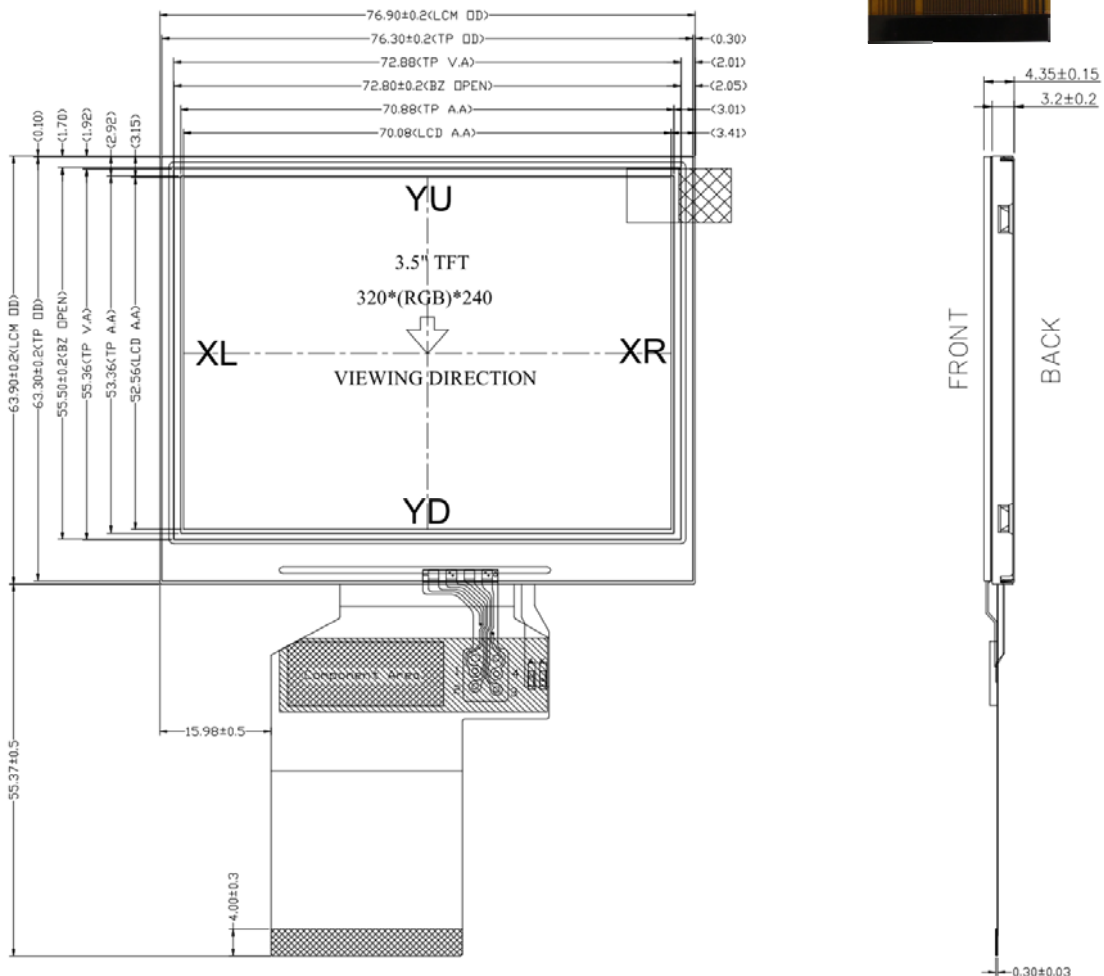 76.90±0.2(LCM OD)
76.30±0.2(TP OD)
(0.30)
72.88(TP V.A)
(2.01)
72.80±0.2(BZ OPEN)
(2.05)
70.88(TP A.A)
(3.01)
70.08(LCD A.A)
(3.41)
(0.10)
(1.70)
(1.92)
(2.92)
(3.15)
4.35±0.15
3.2±0.2
63.90±0.2(LCM OD)
63.30±0.2(TP OD)
55.50±0.2(BZ OPEN)
55.36(TP V.A)
53.36(TP A.A)
52.56(LCD A.A)
YU
3.5" TFT
320*(RGB)*240
XL
XR
VIEWING DIRECTION
YD
FRONT
BACK
Component Area
1
2
4
3
15.98±0.5
55.37±0.5
4.00±0.3
0.30±0.03